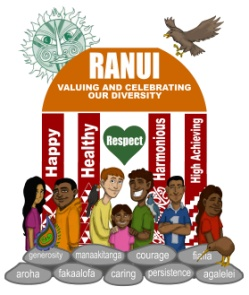 RANUI
VALUING AND CELEBRATING
OUR DIVERSITY
Happy
Healthy
Respect
Harmonious
High Achieving
generosity manaakitanga courage
aroha fakaalofa caring persistence agalelei